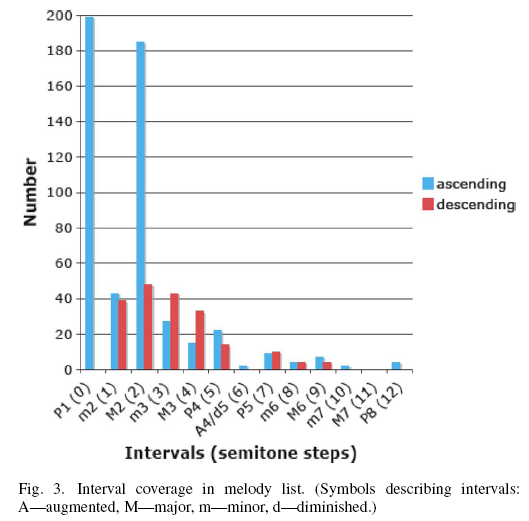 200
180
160
140
120
100
80
60
40
20
0
Number
ascending
descending
P1 (0)
m2 (1)
M2 (2)
m3 (3)
M3 (4)
P4 (5)
A4/d5 (6)
P5 (7)
m6 (8)
M6 (9)
m7 (10)
M7 (11)
P8 (12)
Intervals (semitone steps)
Fig. 3. Interval coverage in melody list. (Symbols describing intervals:
A—augmented, M—major, m—minor, d—diminished.)